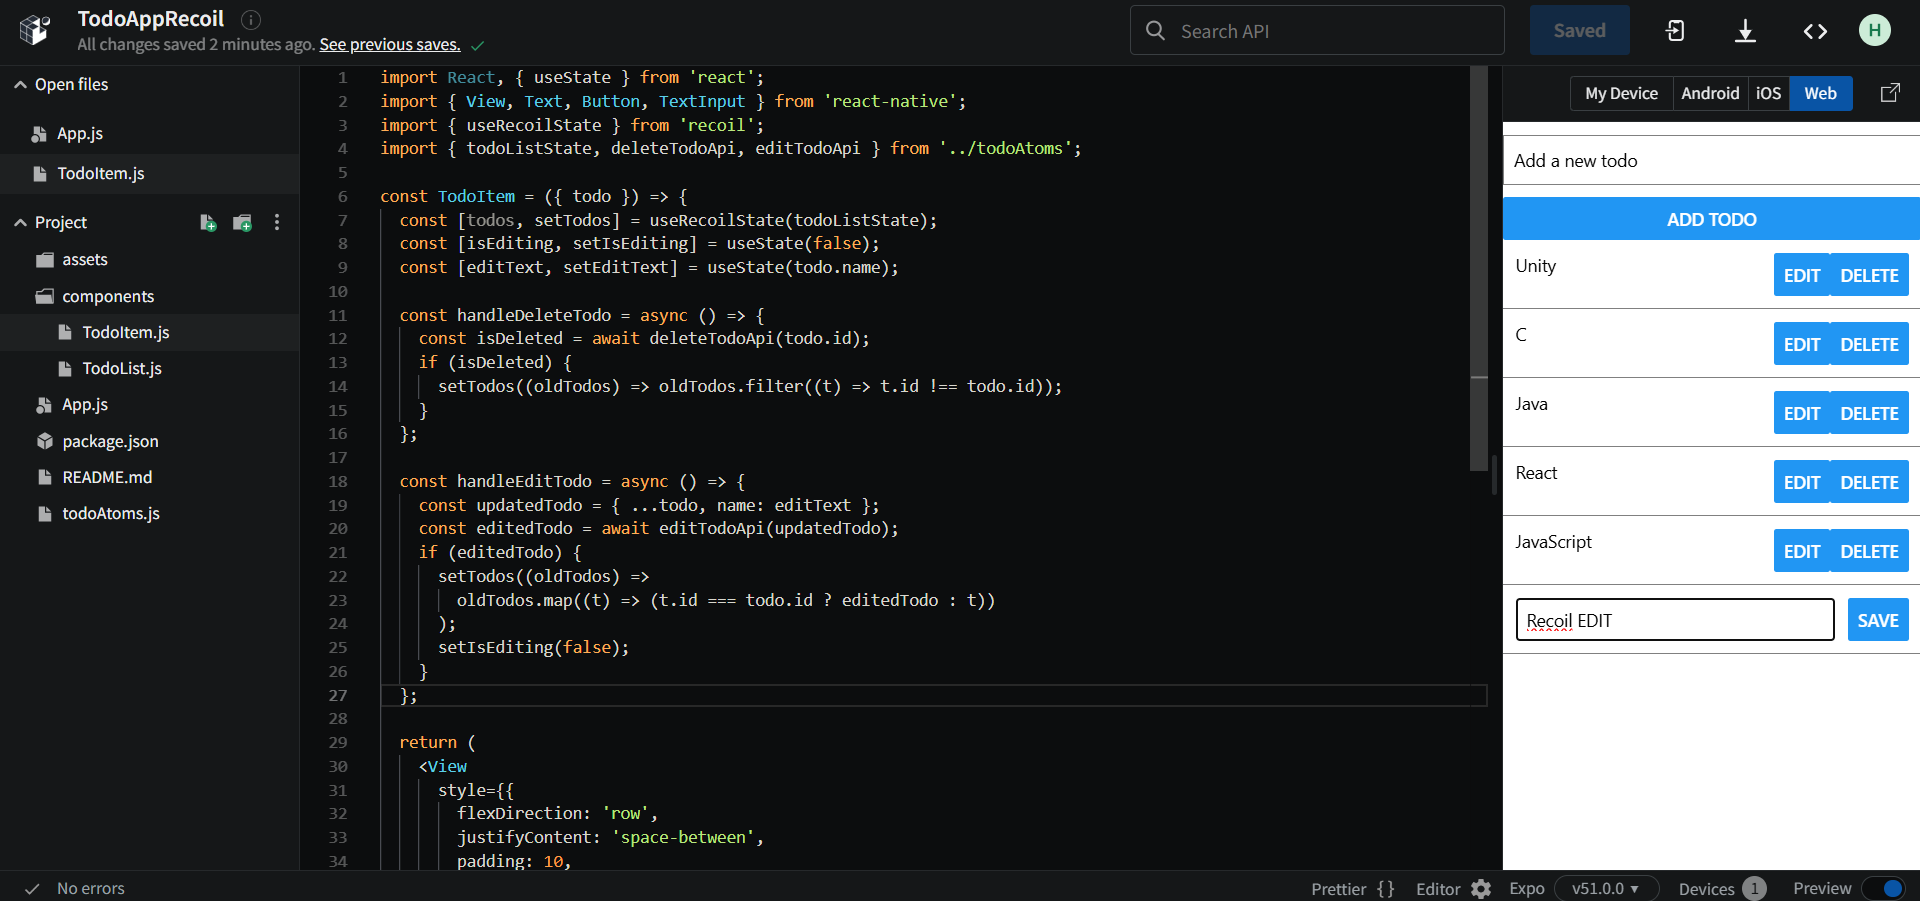 TodoAppRecoil
All changes saved 2 minutes ago. See previous saves.
Search API
Saved
H
Open files
App.js
TodoItem.js
Project
assets
components
TodoItem.js
TodoList.js
App.js
package.json
README.md
todoAtoms.js
1 import React, { useState } from 'react';
2 import { View, Text, Button, TextInput } from 'react-native';
3 import { useRecoilState } from 'recoil';
4 import { todoListState, deleteTodoApi, editTodoApi } from '../todoAtoms';
5
6 const TodoItem = ({ todo }) => {
7 const [todos, setTodos] = useRecoilState(todoListState);
8 const [isEditing, setIsEditing] = useState(false);
9 const [editText, setEditText] = useState(todo.name);
10
11 const handleDeleteTodo = async () => {
12 const isDeleted = await deleteTodoApi(todo.id);
13 if (isDeleted) {
14 setTodos((oldTodos) => oldTodos.filter((t) => t.id !== todo.id));
15 }
16 };
17
18 const handleEditTodo = async () => {
19 const updatedTodo = { ...todo, name: editText };
20 const editedTodo = await editTodoApi(updatedTodo);
21 if (editedTodo) {
22 setTodos((oldTodos) =>
23 oldTodos.map((t) => (t.id === todo.id ? editedTodo : t))
24 );
25 setIsEditing(false);
26 }
27 };
28
29 return (
30 <View
31 style={{
32 flexDirection: 'row',
33 justifyContent: 'space-between',
34 padding: 10,
My Device Android iOS Web
Add a new todo
ADD TODO
Unity EDIT DELETE
C EDIT DELETE
Java EDIT DELETE
React EDIT DELETE
JavaScript EDIT DELETE
Recoil EDIT SAVE
No errors
Prettier {} Editor Expo v51.0.0 Devices 1 Preview